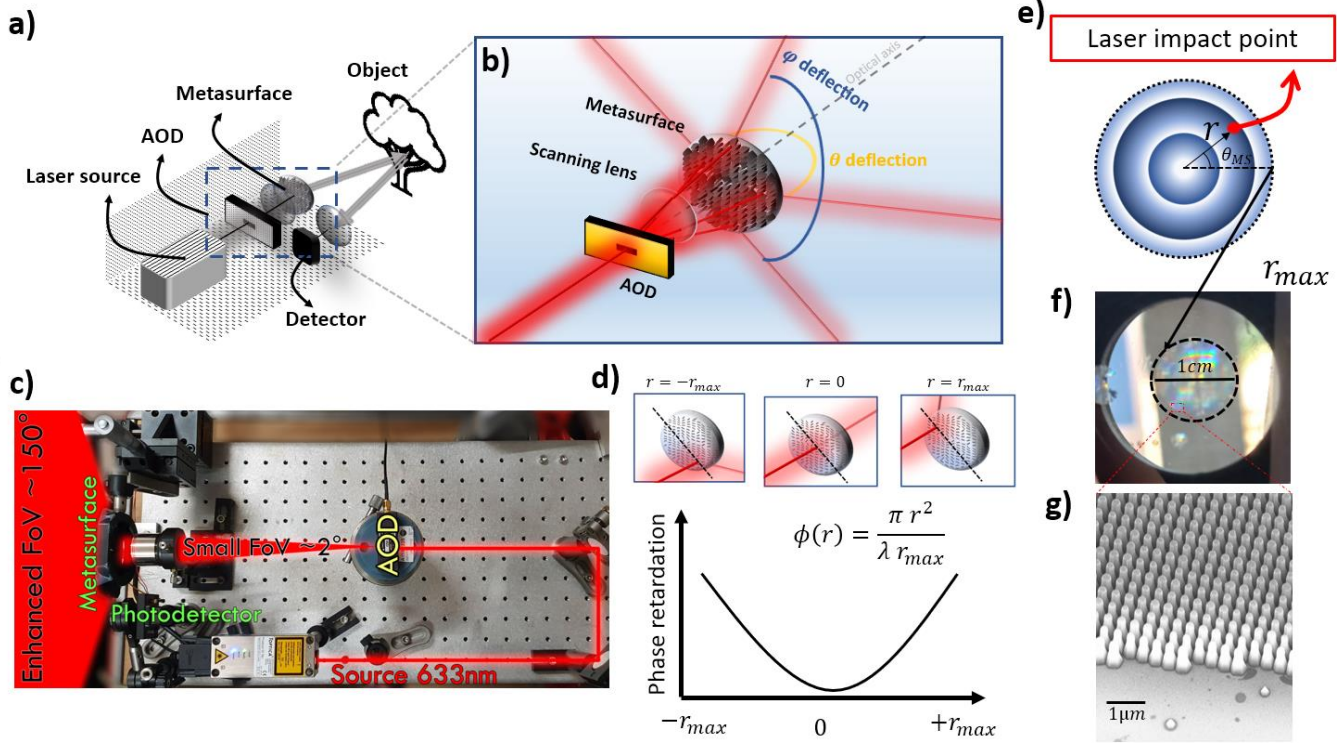 a)
Metasurface
AOD
Laser source
Object
Detector
b)
φ deflection
Optical axis
Metasurface
θ deflection
Scanning lens
AOD
c)
Enhanced FoV ~150°
Metasurface
Small FoV ~2°
AOD
Photodetector
Source 633nm
d)
r = −r_max
r = 0
r = r_max
ϕ(r) = π r² / λ r_max
Phase retardation
−r_max
0
+r_max
e)
Laser impact point
r
θ_MS
r_max
f)
1cm
g)
1μm